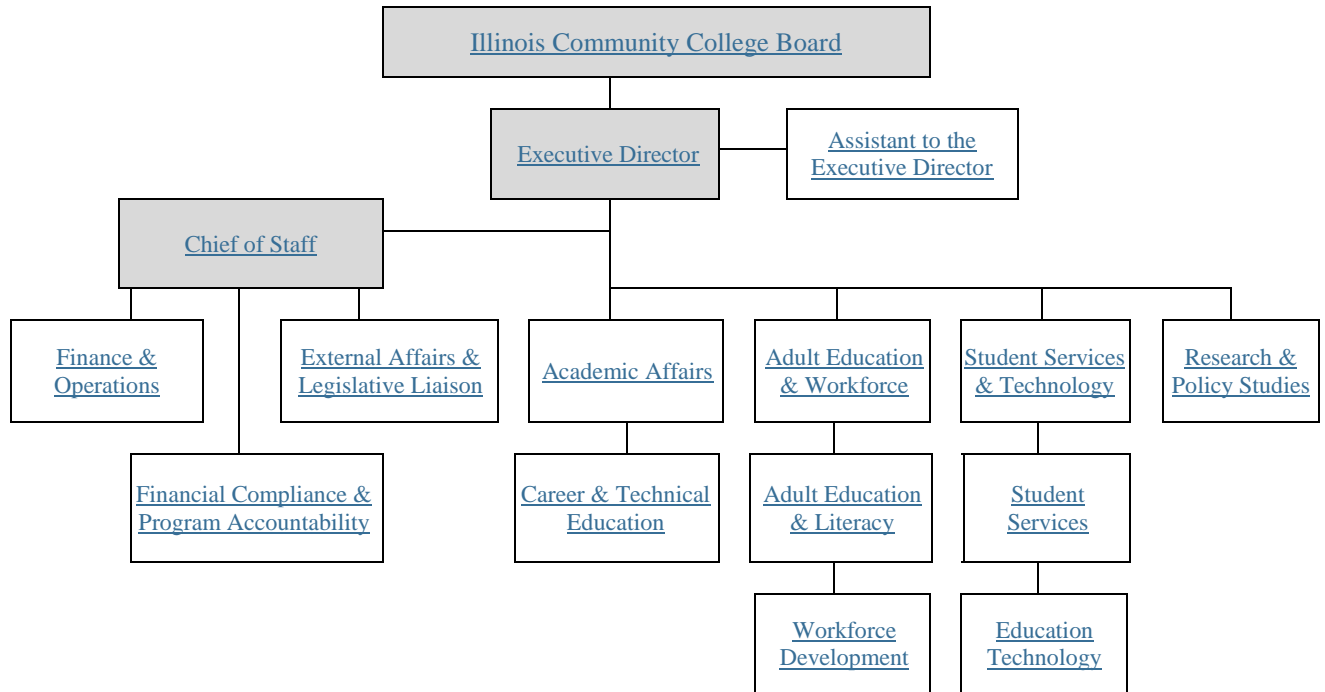 Illinois Community College Board
Executive Director
Assistant to the
Executive Director
Chief of Staff
Finance &
Operations
External Affairs &
Legislative Liaison
Academic Affairs
Adult Education
& Workforce
Student Services
& Technology
Research &
Policy Studies
Financial Compliance &
Program Accountability
Career & Technical
Education
Adult Education
& Literacy
Student
Services
Workforce
Development
Education
Technology